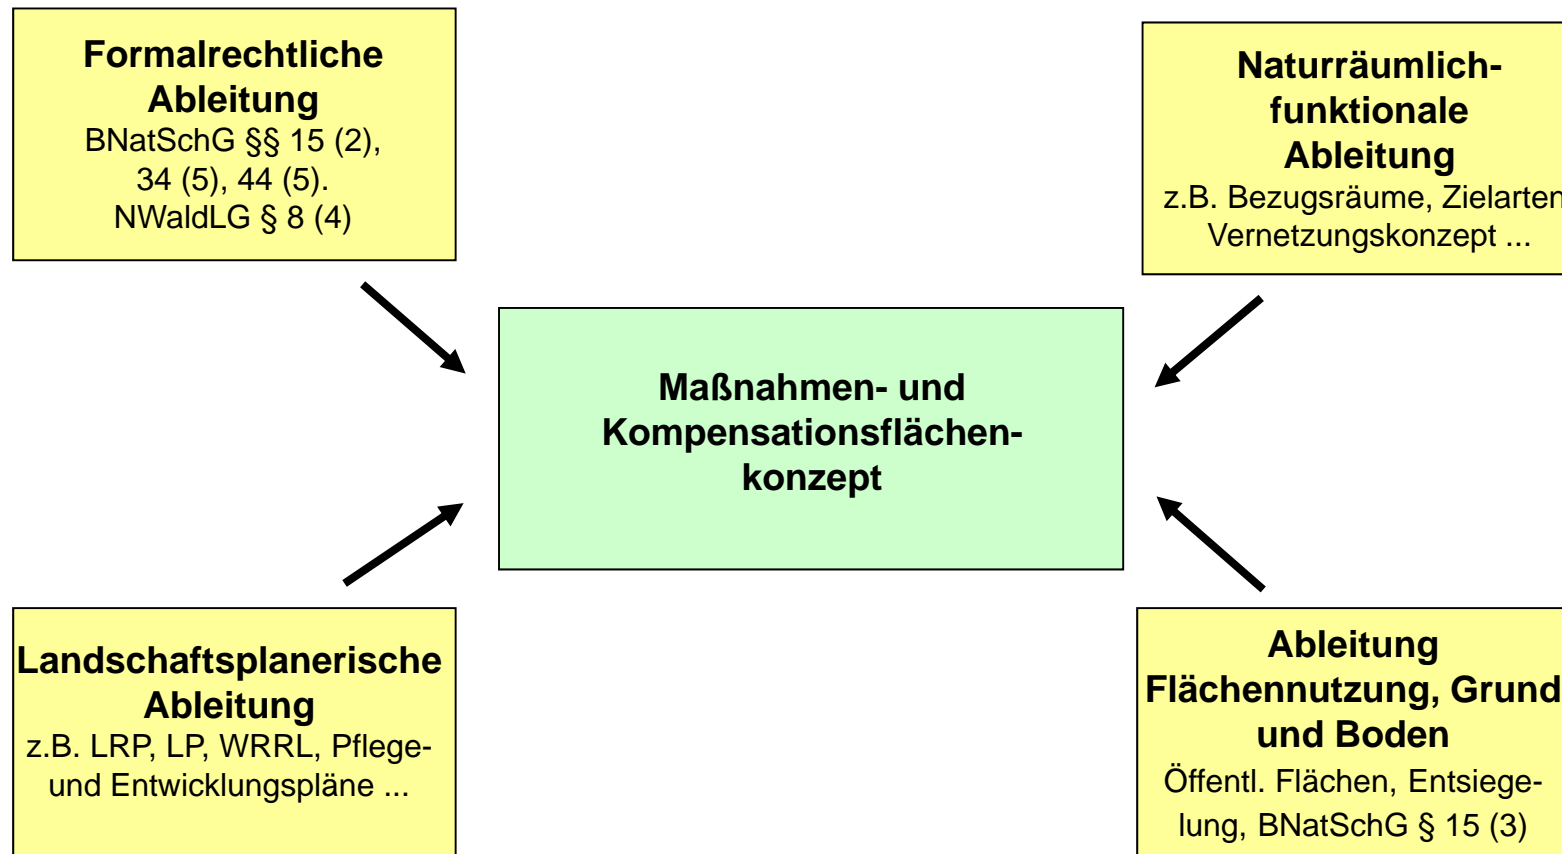 Formalrechtliche
Ableitung
BNatSchG §§ 15 (2),
34 (5), 44 (5).
NWaldLG § 8 (4)
Naturräumlich-
funktionale
Ableitung
z.B. Bezugsräume, Zielarten
Vernetzungskonzept ...
Maßnahmen- und
Kompensationsflächen-
konzept
Landschaftsplanerische
Ableitung
z.B. LRP, LP, WRRL, Pflege-
und Entwicklungspläne ...
Ableitung
Flächennutzung, Grund
und Boden
Öffentl. Flächen, Entsiege-
lung, BNatSchG § 15 (3)